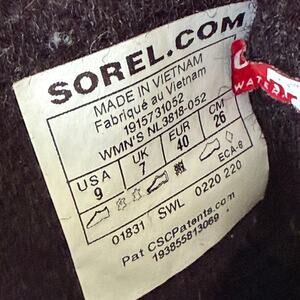 SOREL.COM
MADE IN VIETNAM
Fabriqué au Vietnam
1915731052
WMN'S NL3818-052
USA UK EUR CM
9 7 40 26
ECA-8
01831 SWL 0220 220
Pat CSCPatents.com
193855813069